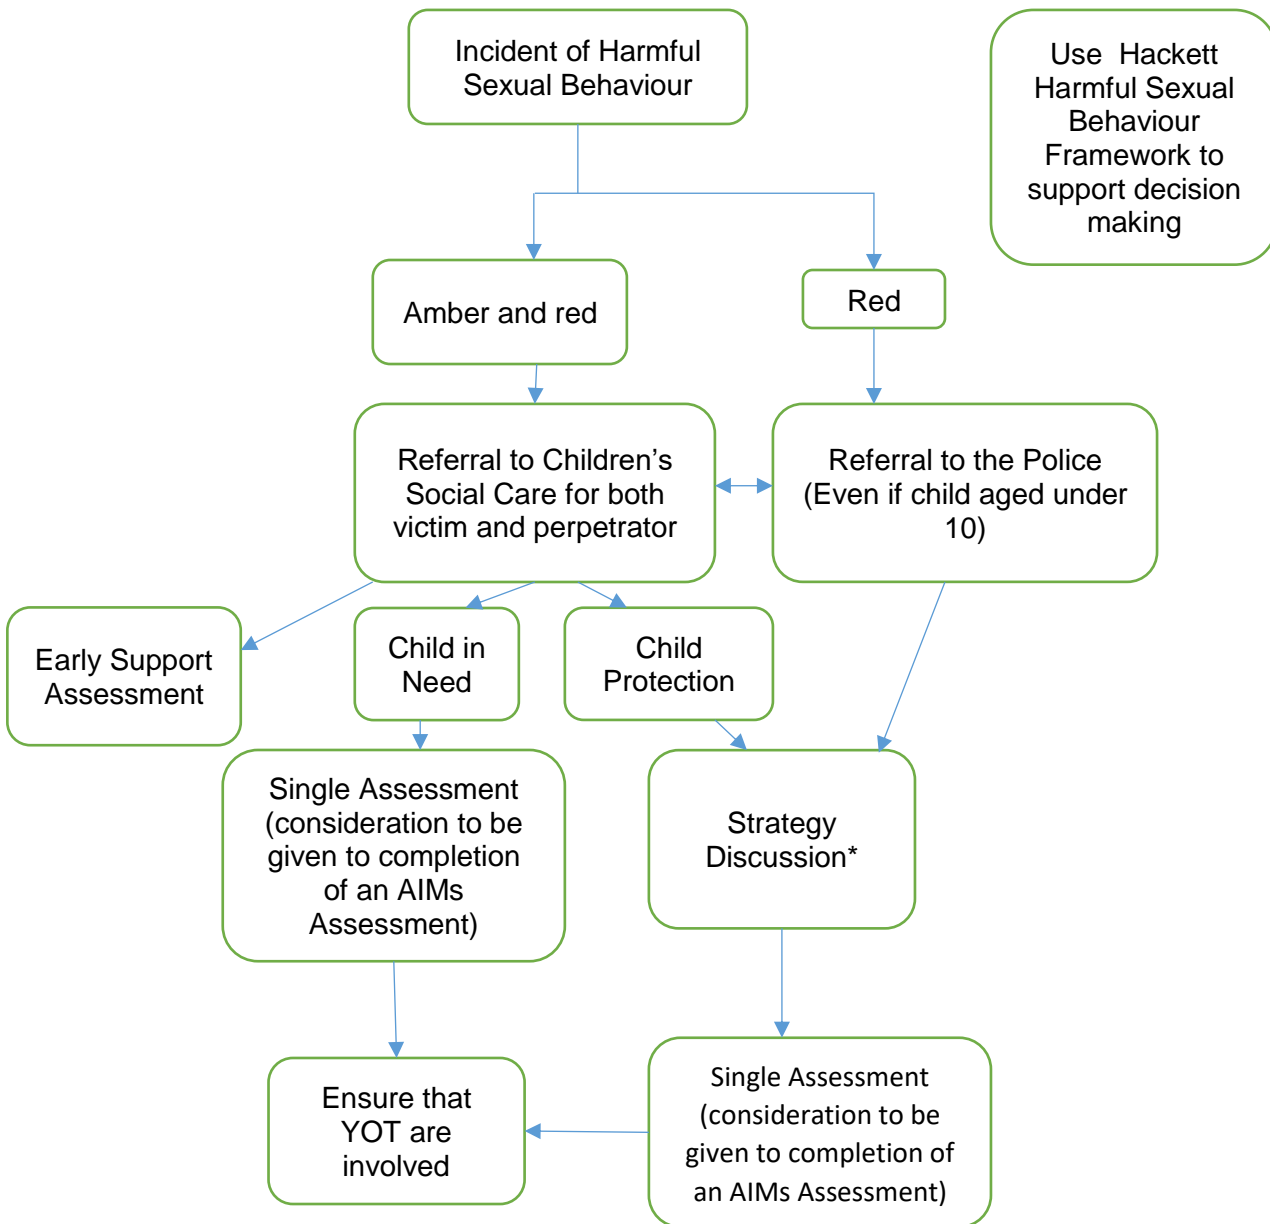 Incident of Harmful
Sexual Behaviour
Use Hackett
Harmful Sexual
Behaviour
Framework to
support decision
making
Amber and red
Red
Referral to Children’s
Social Care for both
victim and perpetrator
Referral to the Police
(Even if child aged under
10)
Early Support
Assessment
Child in
Need
Child
Protection
Single Assessment
(consideration to be
given to completion
of an AIMs
Assessment)
Strategy
Discussion*
Ensure that
YOT are
involved
Single Assessment
(consideration to be
given to completion of
an AIMs Assessment)